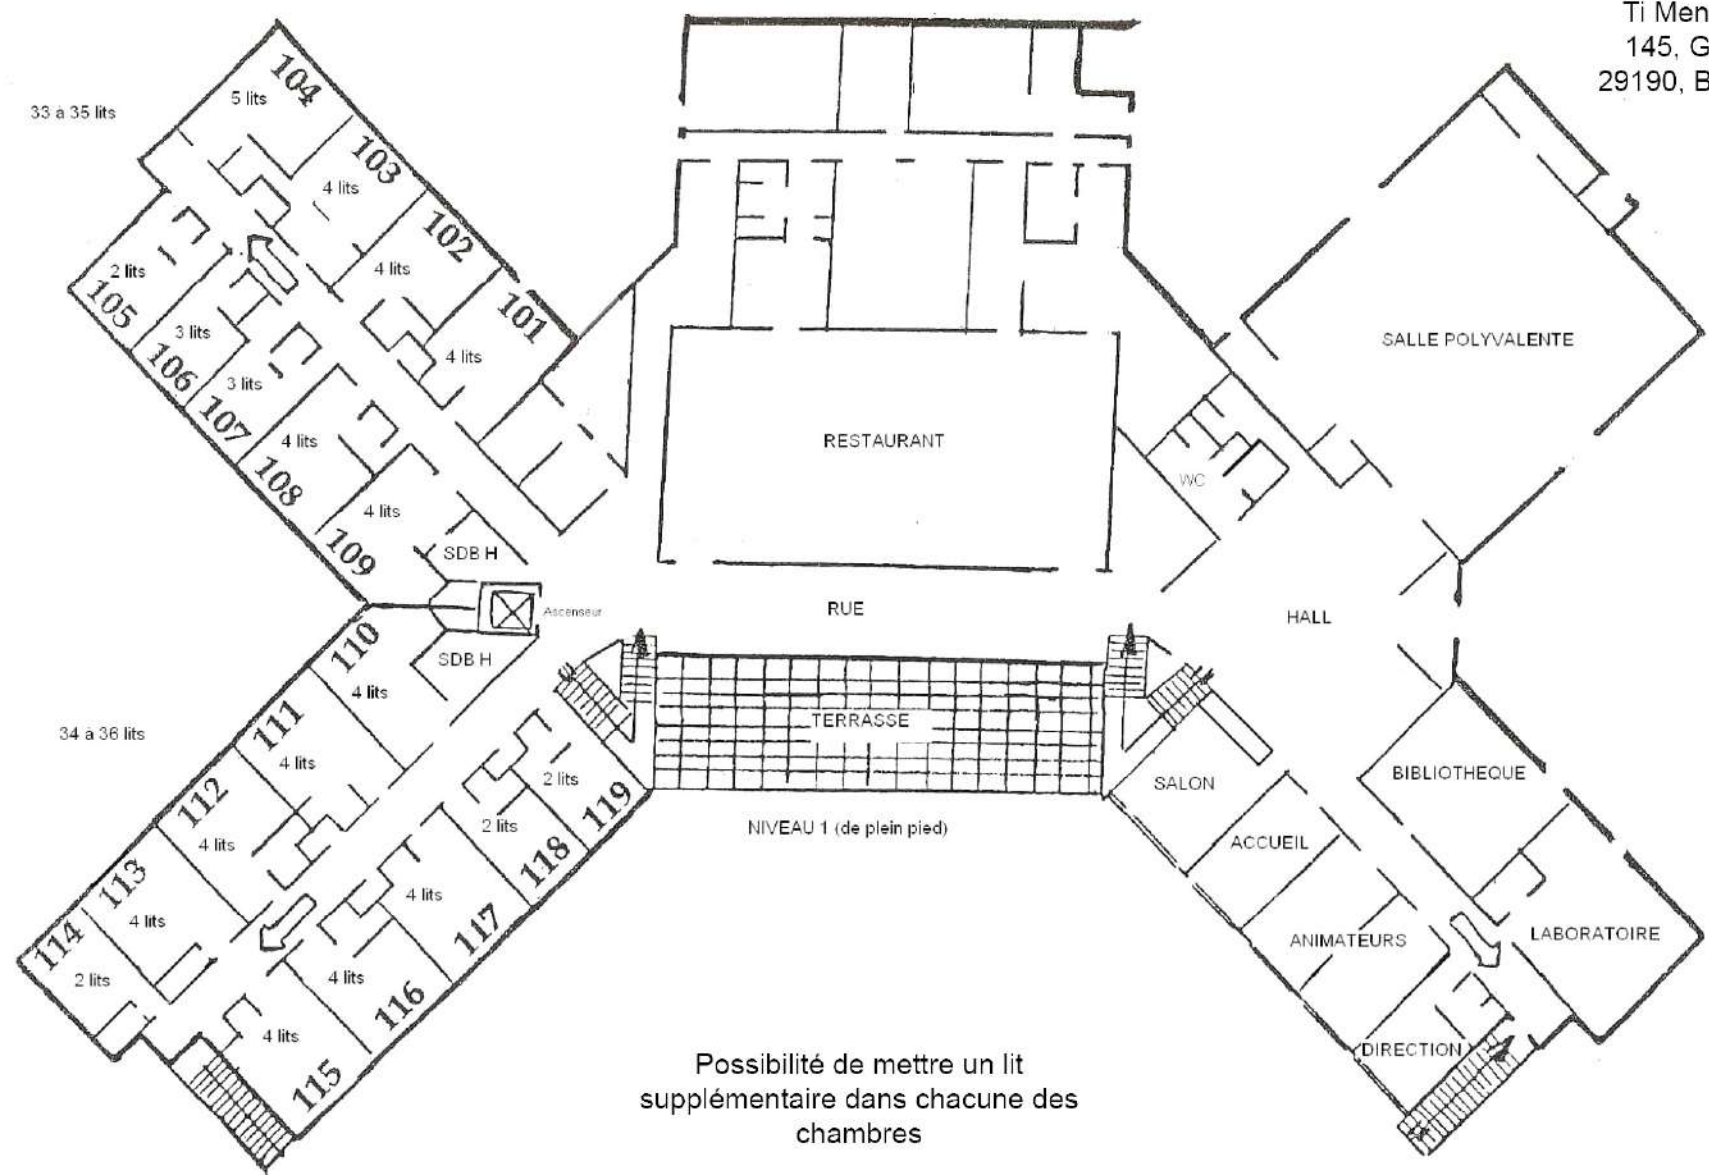 Ti Men
145, G
29190, B
33 à 35 lits
104
5 lits
103
4 lits
102
4 lits
101
4 lits
2 lits
105
3 lits
106
3 lits
107
4 lits
108
4 lits
109
SDB H
Ascenseur
SDB H
110
4 lits
111
4 lits
112
4 lits
113
4 lits
114
2 lits
34 à 36 lits
2 lits
119
2 lits
118
4 lits
117
4 lits
116
4 lits
115
RESTAURANT
RUE
TERRASSE
NIVEAU 1 (de plein pied)
SALLE POLYVALENTE
WC
HALL
SALON
ACCUEIL
ANIMATEURS
DIRECTION
BIBLIOTHEQUE
LABORATOIRE
Possibilité de mettre un lit
supplémentaire dans chacune des
chambres